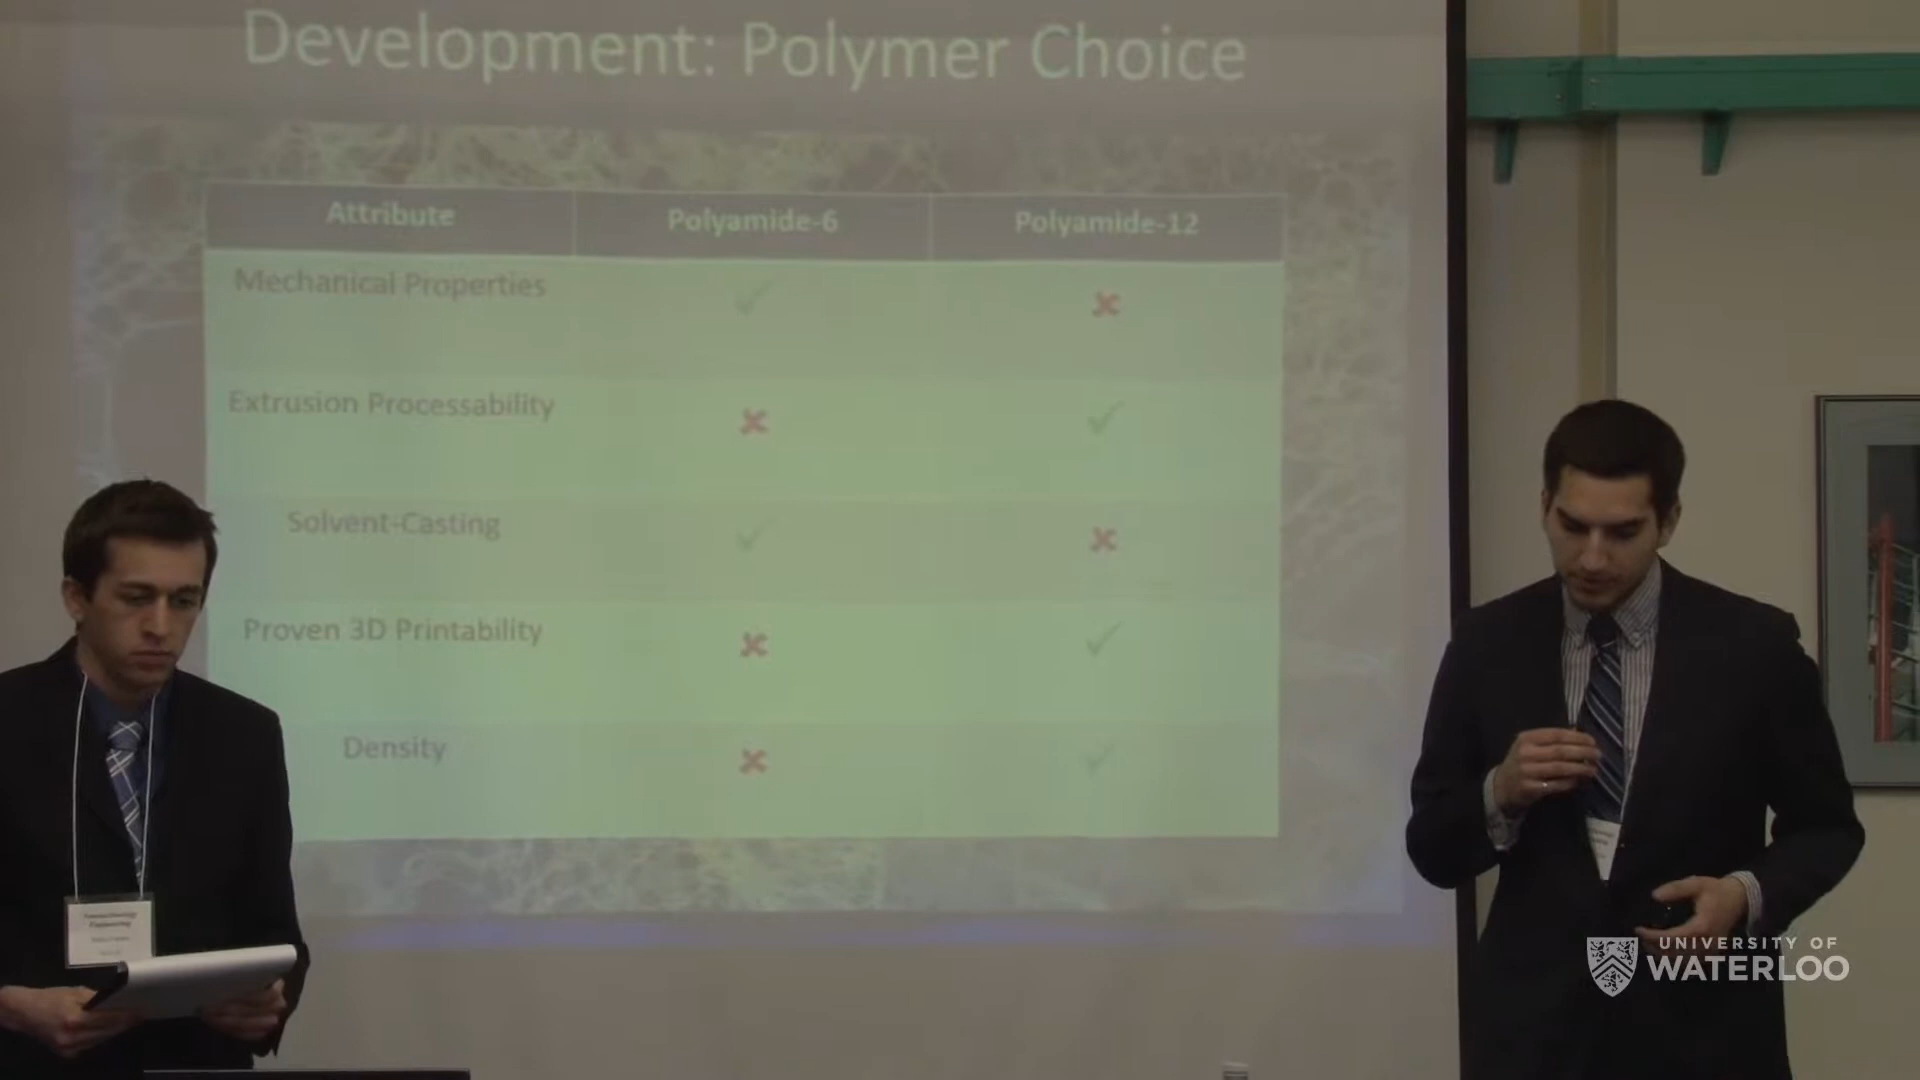 Development: Polymer Choice
Attribute Polyamide-6 Polyamide-12
Mechanical Properties ✓ ✘
Extrusion Processability ✘ ✓
Solvent-Casting ✓ ✘
Proven 3D Printability ✘ ✓
Density ✘ ✓
UNIVERSITY OF
WATERLOO